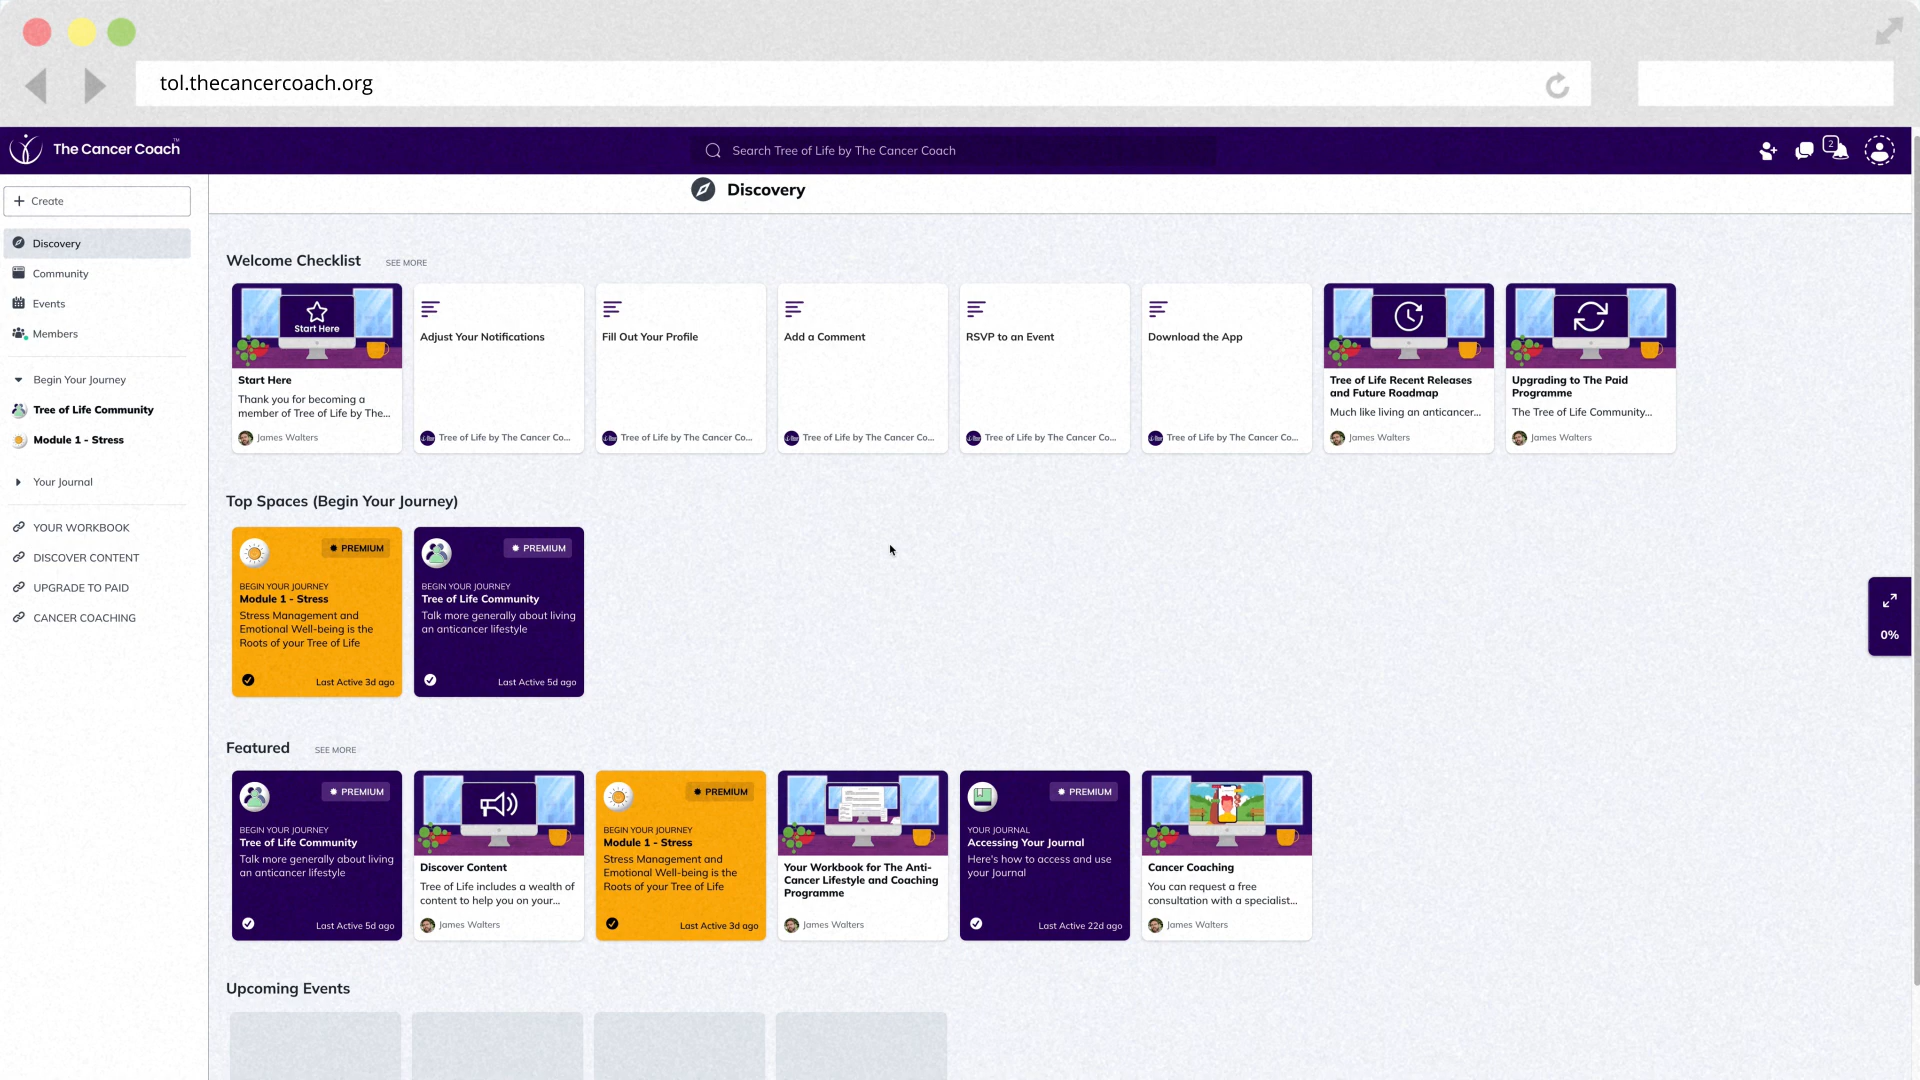 tol.thecancercoach.org
The Cancer Coach™
Search Tree of Life by The Cancer Coach
2
Create
Discovery
Community
Events
Members
Begin Your Journey
Tree of Life Community
Module 1 - Stress
Your Journal
YOUR WORKBOOK
DISCOVER CONTENT
UPGRADE TO PAID
CANCER COACHING
Discovery
Welcome Checklist SEE MORE
Start Here
Start Here
Thank you for becoming a
member of Tree of Life by The...
James Walters
Adjust Your Notifications
Tree of Life by The Cancer Co...
Fill Out Your Profile
Tree of Life by The Cancer Co...
Add a Comment
Tree of Life by The Cancer Co...
RSVP to an Event
Tree of Life by The Cancer Co...
Download the App
Tree of Life by The Cancer Co...
Tree of Life Recent Releases
and Future Roadmap
Much like living an anticancer...
James Walters
Upgrading to The Paid
Programme
The Tree of Life Community...
James Walters
Top Spaces (Begin Your Journey)
PREMIUM
BEGIN YOUR JOURNEY
Module 1 - Stress
Stress Management and
Emotional Well-being is the
Roots of your Tree of Life
Last Active 3d ago
PREMIUM
BEGIN YOUR JOURNEY
Tree of Life Community
Talk more generally about living
an anticancer lifestyle
Last Active 5d ago
0%
Featured SEE MORE
PREMIUM
BEGIN YOUR JOURNEY
Tree of Life Community
Talk more generally about living
an anticancer lifestyle
Last Active 5d ago
Discover Content
Tree of Life includes a wealth of
content to help you on your...
James Walters
PREMIUM
BEGIN YOUR JOURNEY
Module 1 - Stress
Stress Management and
Emotional Well-being is the
Roots of your Tree of Life
Last Active 3d ago
Your Workbook for The Anti-
Cancer Lifestyle and Coaching
Programme
James Walters
PREMIUM
YOUR JOURNAL
Accessing Your Journal
Here's how to access and use
your Journal
Last Active 22d ago
Cancer Coaching
You can request a free
consultation with a specialist...
James Walters
Upcoming Events